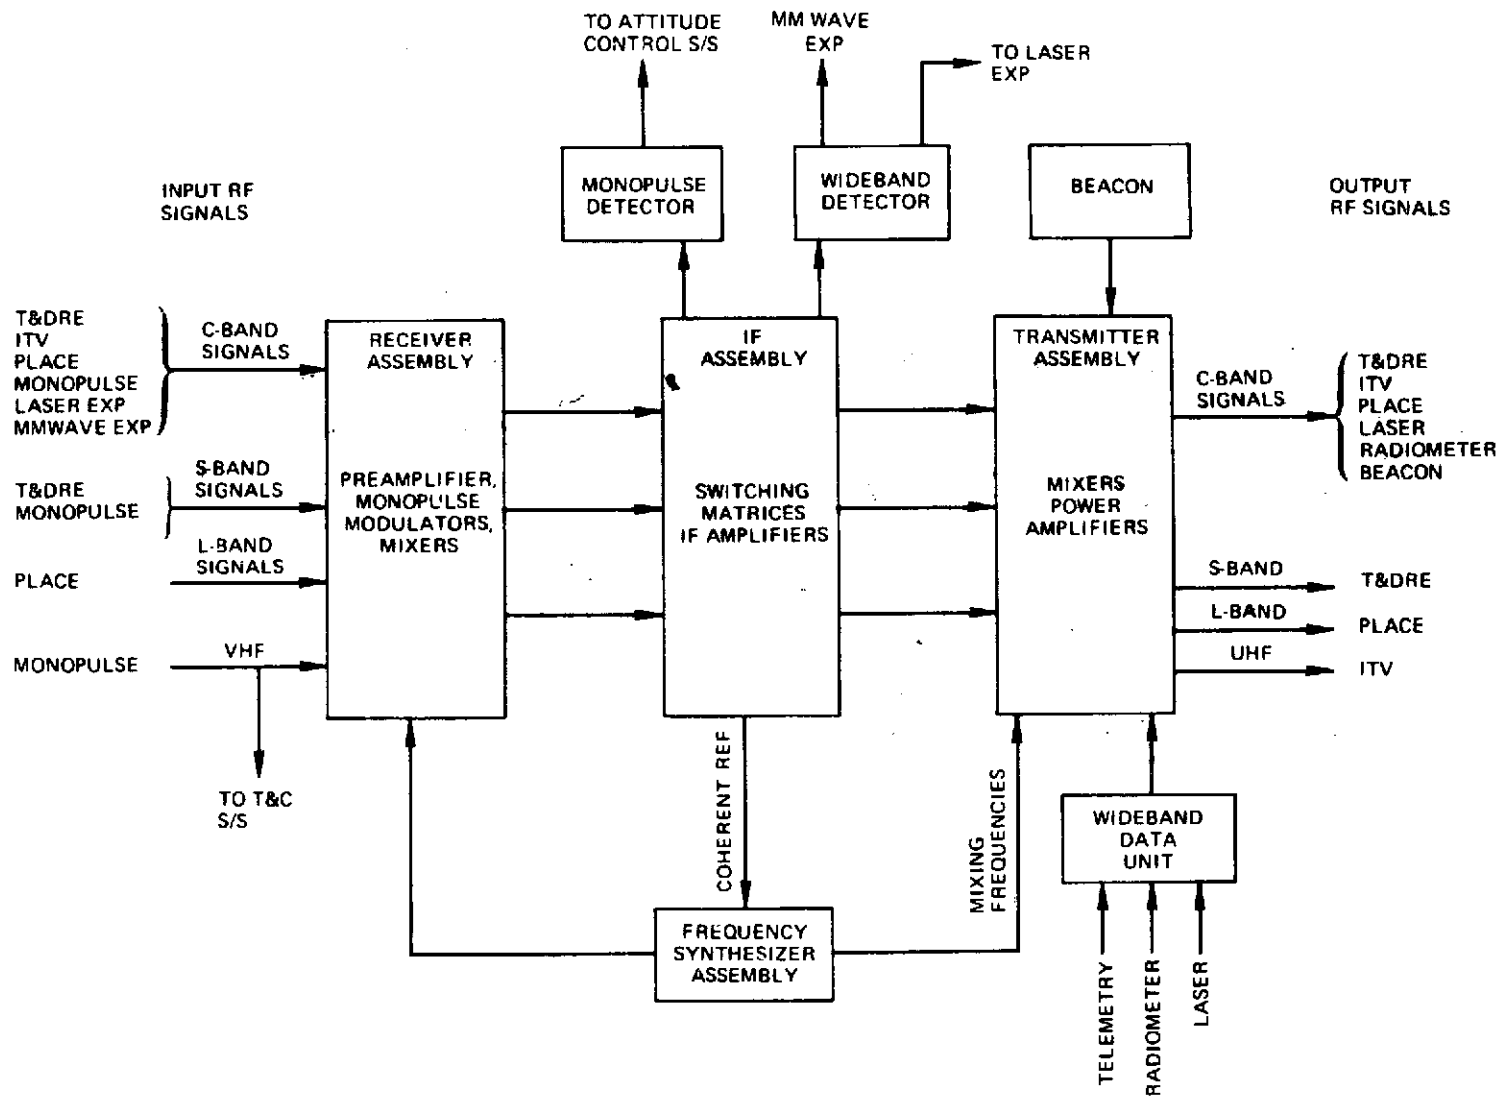 TO ATTITUDE
CONTROL S/S
MM WAVE
EXP
TO LASER
EXP
INPUT RF
SIGNALS
MONOPULSE
DETECTOR
WIDEBAND
DETECTOR
BEACON
OUTPUT
RF SIGNALS
T&DRE
ITV
PLACE
MONOPULSE
LASER EXP
MMWAVE EXP
C-BAND
SIGNALS
T&DRE
MONOPULSE
S-BAND
SIGNALS
PLACE
L-BAND
SIGNALS
MONOPULSE
VHF
TO T&C
S/S
RECEIVER
ASSEMBLY
PREAMPLIFIER,
MONOPULSE
MODULATORS,
MIXERS
IF
ASSEMBLY
SWITCHING
MATRICES
IF AMPLIFIERS
TRANSMITTER
ASSEMBLY
MIXERS
POWER
AMPLIFIERS
C-BAND
SIGNALS
T&DRE
ITV
PLACE
LASER
RADIOMETER
BEACON
S-BAND
T&DRE
L-BAND
PLACE
UHF
ITV
COHERENT REF
MIXING
FREQUENCIES
WIDEBAND
DATA
UNIT
FREQUENCY
SYNTHESIZER
ASSEMBLY
TELEMETRY
RADIOMETER
LASER